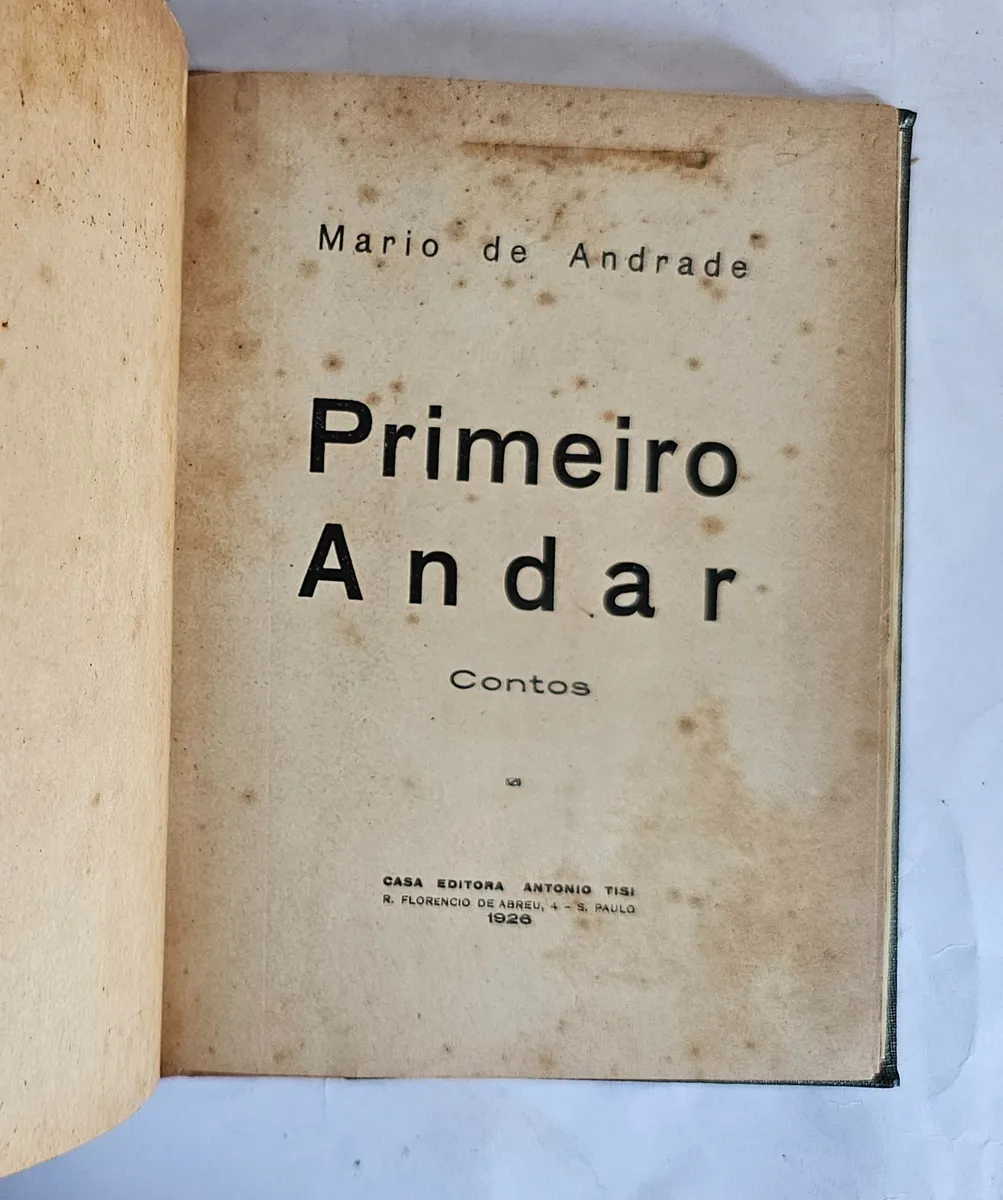 Mario de Andrade
Primeiro
Andar
Contos
CASA EDITORA ANTONIO TISI
R. FLORENCIO DE ABREU, 4 - S. PAULO
1926